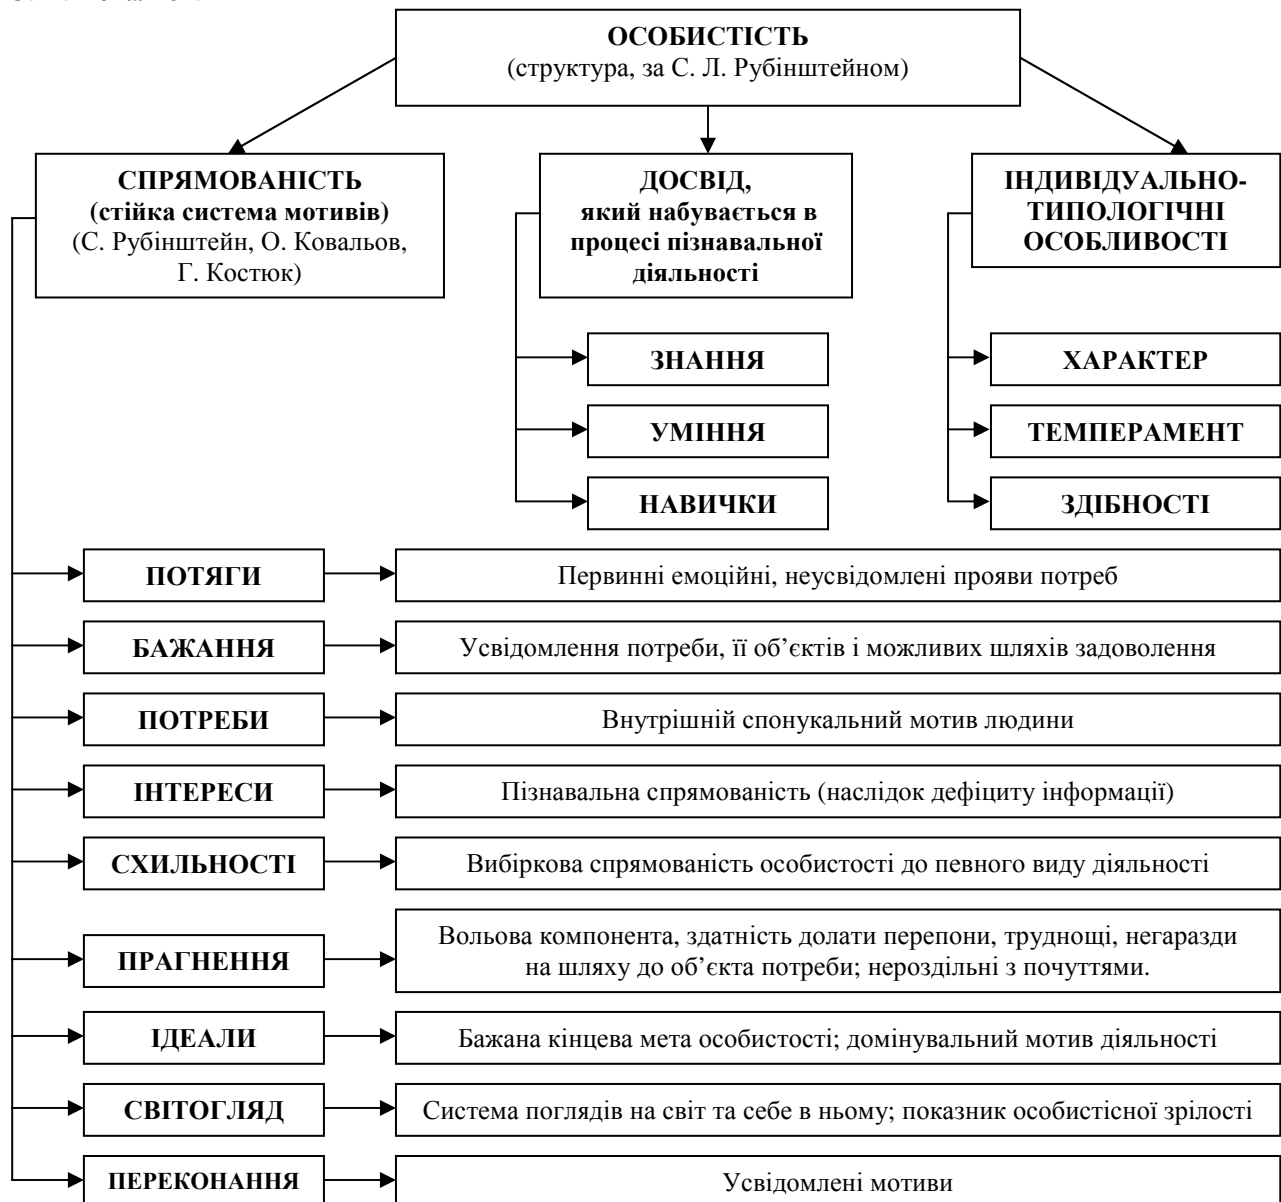 ОСОБИСТІСТЬ
(структура, за С. Л. Рубінштейном)
СПРЯМОВАНІСТЬ
(стійка система мотивів)
(С. Рубінштейн, О. Ковальов,
Г. Костюк)
ДОСВІД,
який набувається в
процесі пізнавальної
діяльності
ІНДИВІДУАЛЬНО-
ТИПОЛОГІЧНІ
ОСОБЛИВОСТІ
ЗНАННЯ
УМІННЯ
НАВИЧКИ
ХАРАКТЕР
ТЕМПЕРАМЕНТ
ЗДІБНОСТІ
ПОТЯГИ
Первинні емоційні, неусвідомлені прояви потреб
БАЖАННЯ
Усвідомлення потреби, її об’єктів і можливих шляхів задоволення
ПОТРЕБИ
Внутрішній спонукальний мотив людини
ІНТЕРЕСИ
Пізнавальна спрямованість (наслідок дефіциту інформації)
СХИЛЬНОСТІ
Вибіркова спрямованість особистості до певного виду діяльності
ПРАГНЕННЯ
Вольова компонента, здатність долати перепони, труднощі, негаразди
на шляху до об’єкта потреби; нероздільні з почуттями.
ІДЕАЛИ
Бажана кінцева мета особистості; домінувальний мотив діяльності
СВІТОГЛЯД
Система поглядів на світ та себе в ньому; показник особистісної зрілості
ПЕРЕКОНАННЯ
Усвідомлені мотиви